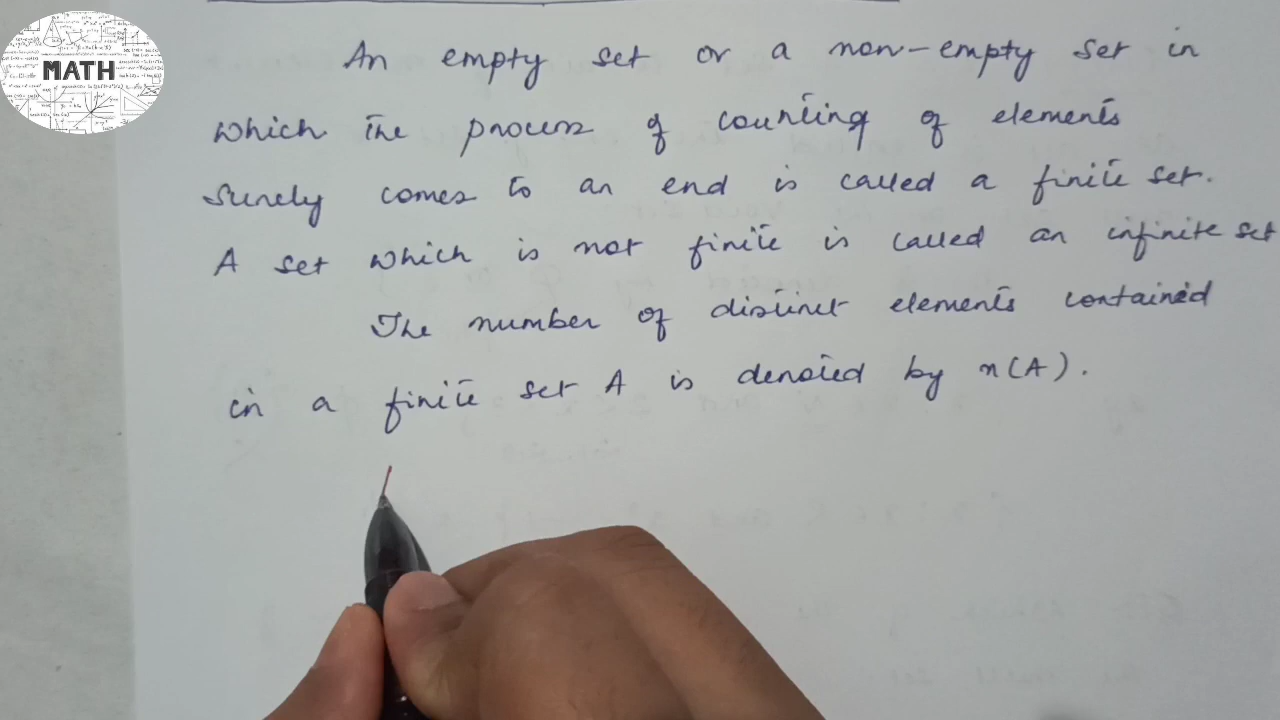 MATH
An empty set or a non-empty set in
which the process of counting of elements
surely comes to an end is called a finite set.
A set which is not finite is called an infinite set
The number of distinct elements contained
in a finite set A is denoted by n(A).